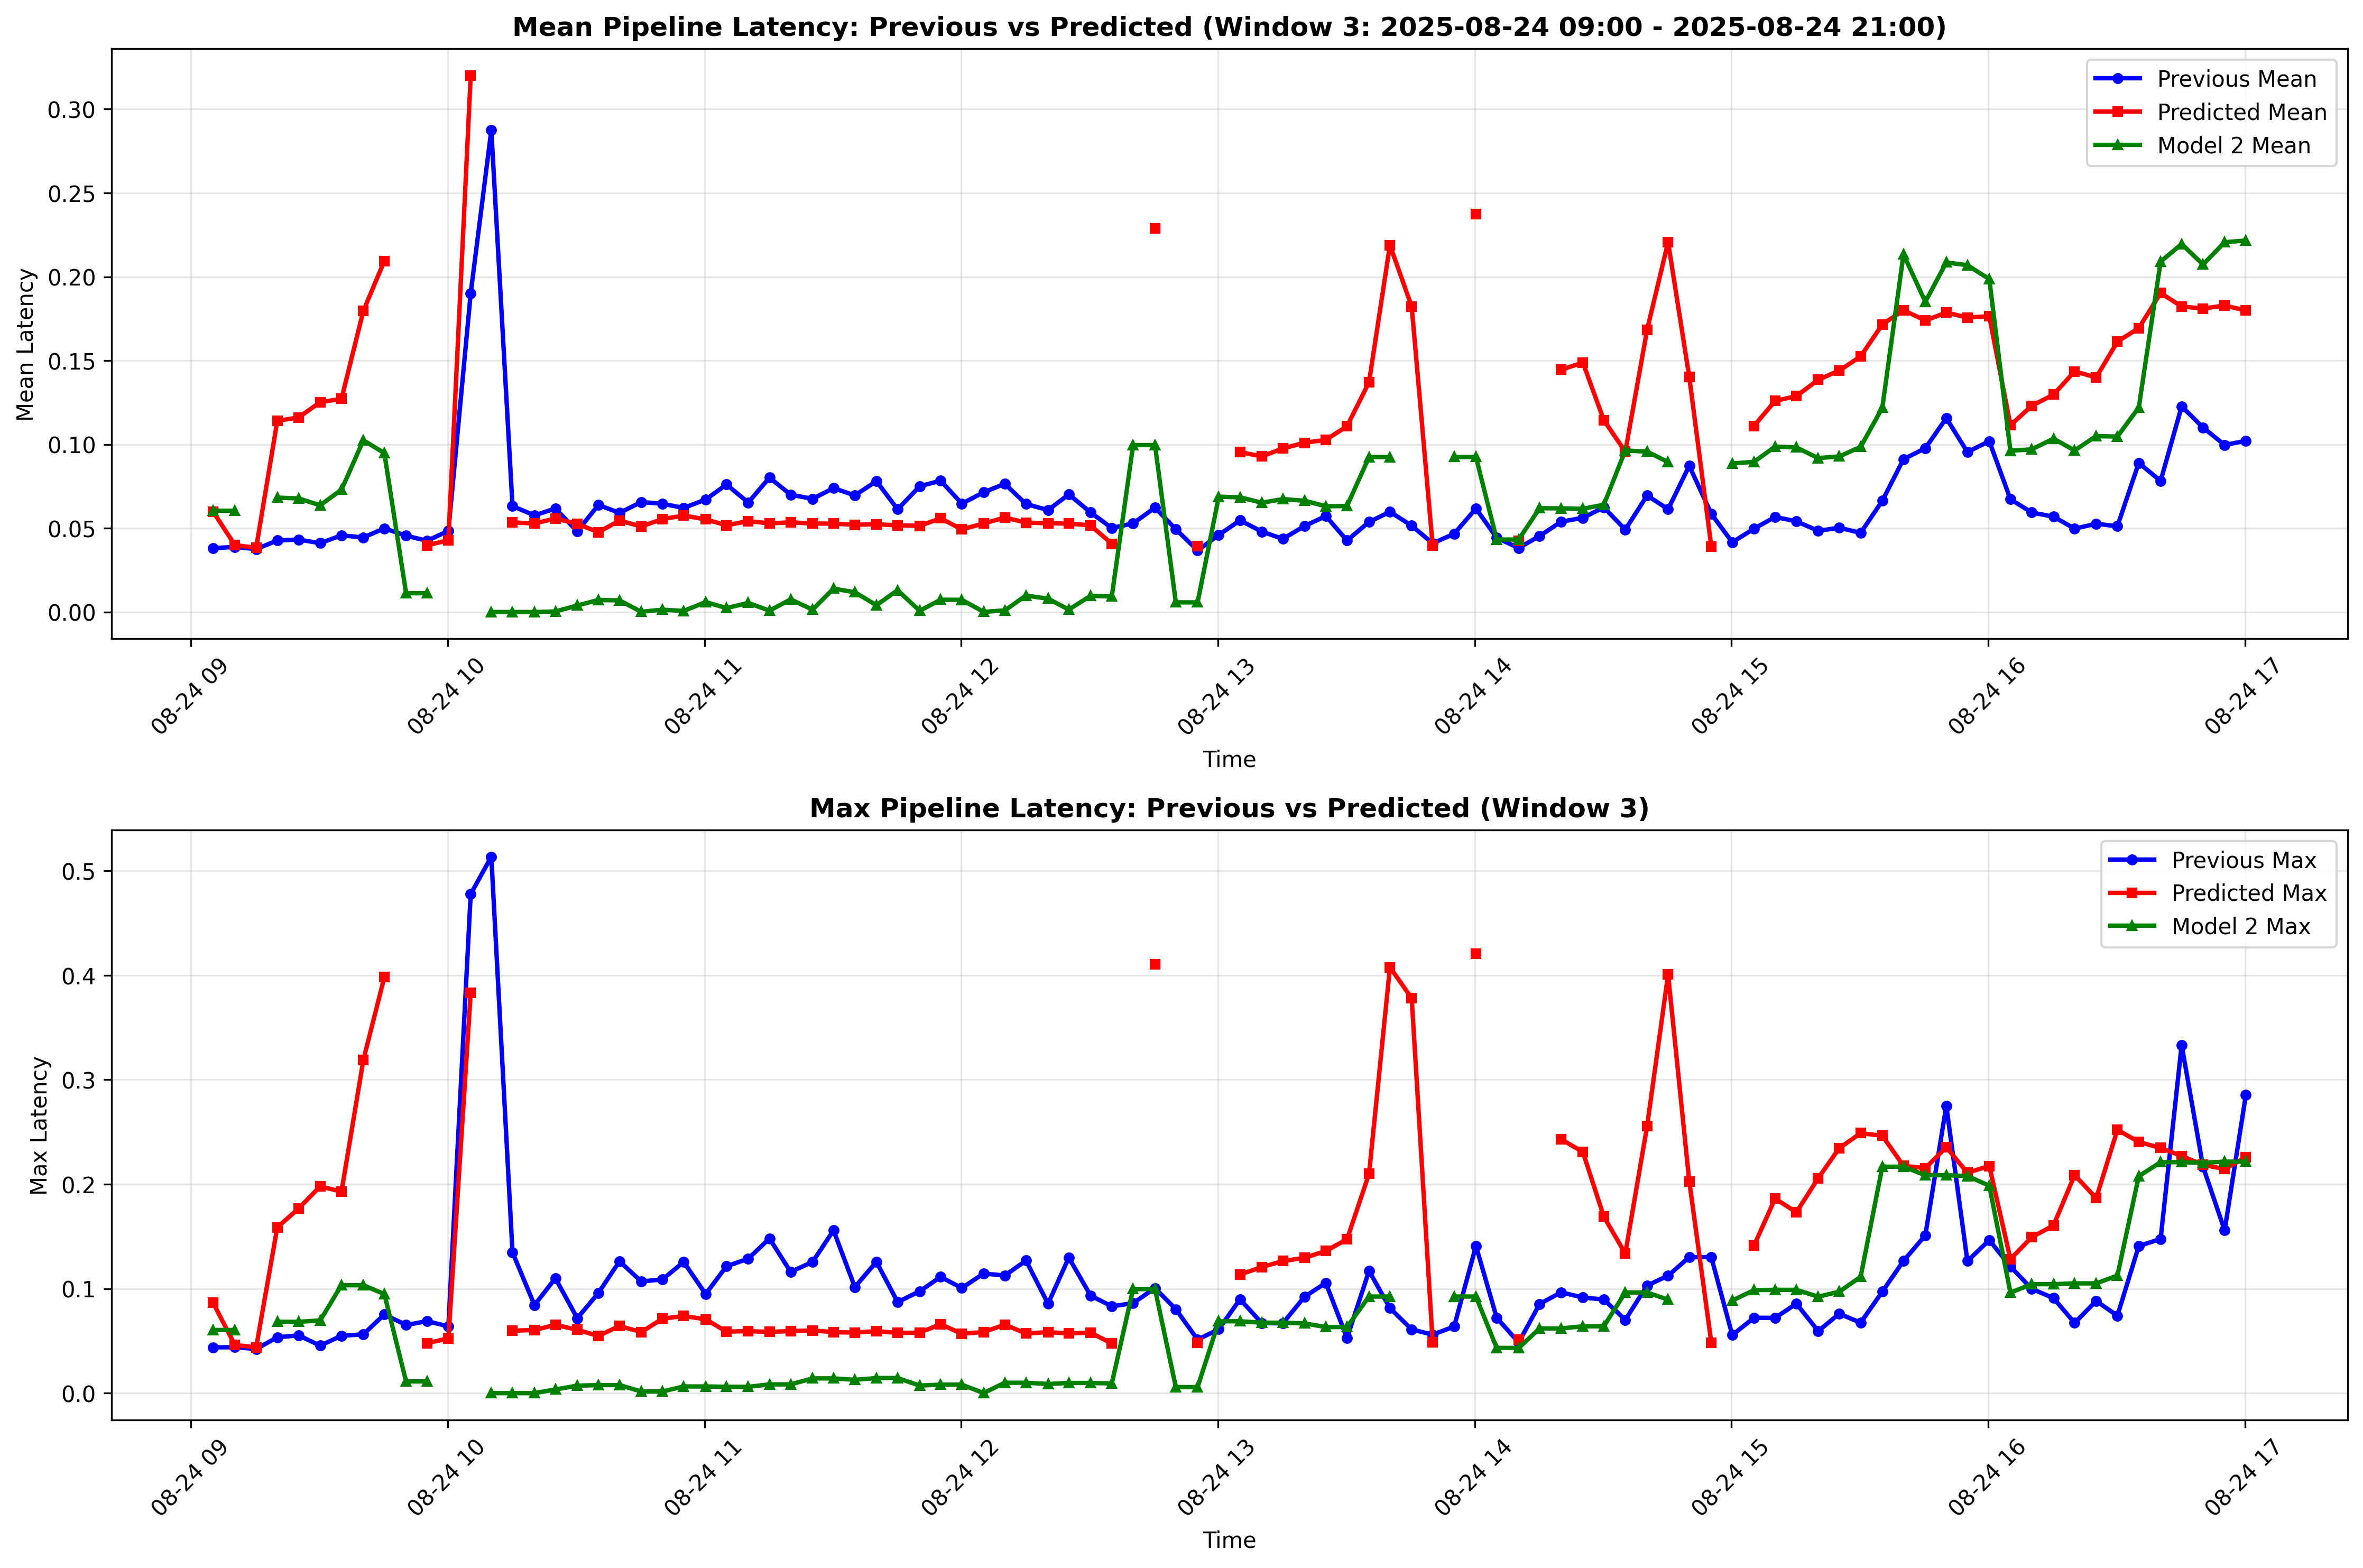 Mean Pipeline Latency: Previous vs Predicted (Window 3: 2025-08-24 09:00 - 2025-08-24 21:00)
Previous Mean
Predicted Mean
Model 2 Mean
Mean Latency
0.30
0.25
0.20
0.15
0.10
0.05
0.00
08-24 09
08-24 10
08-24 11
08-24 12
08-24 13
08-24 14
08-24 15
08-24 16
08-24 17
Time
Max Pipeline Latency: Previous vs Predicted (Window 3)
Previous Max
Predicted Max
Model 2 Max
Max Latency
0.5
0.4
0.3
0.2
0.1
0.0
08-24 09
08-24 10
08-24 11
08-24 12
08-24 13
08-24 14
08-24 15
08-24 16
08-24 17
Time